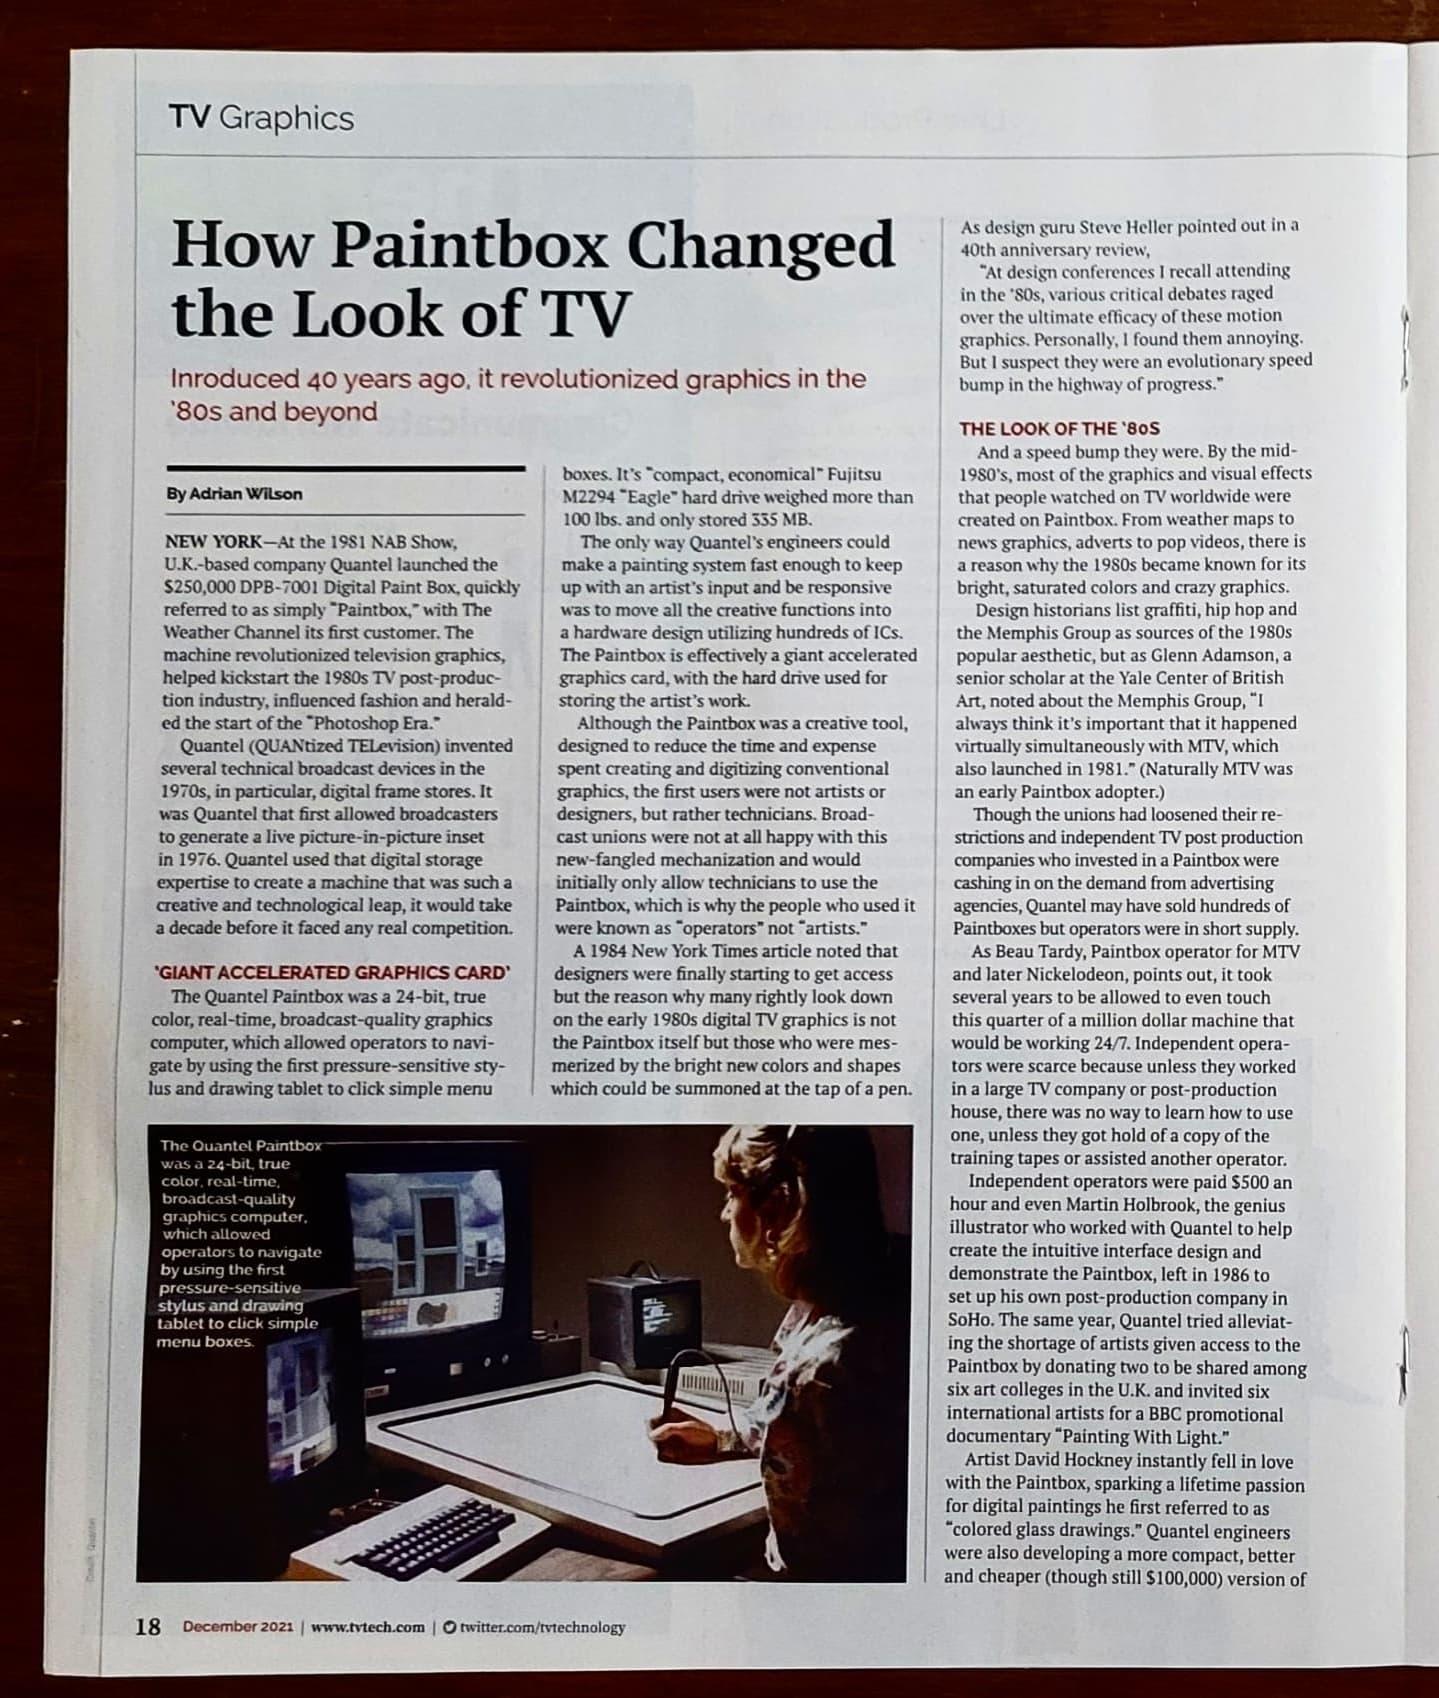 TV Graphics
How Paintbox Changed
the Look of TV
Inroduced 40 years ago, it revolutionized graphics in the
'80s and beyond
By Adrian Wilson
NEW YORK—At the 1981 NAB Show,
U.K.-based company Quantel launched the
$250,000 DPB-7001 Digital Paint Box, quickly
referred to as simply "Paintbox," with The
Weather Channel its first customer. The
machine revolutionized television graphics,
helped kickstart the 1980s TV post-produc-
tion industry, influenced fashion and herald-
ed the start of the "Photoshop Era."
Quantel (QUANtized TELevision) invented
several technical broadcast devices in the
1970s, in particular, digital frame stores. It
was Quantel that first allowed broadcasters
to generate a live picture-in-picture inset
in 1976. Quantel used that digital storage
expertise to create a machine that was such a
creative and technological leap, it would take
a decade before it faced any real competition.
'GIANT ACCELERATED GRAPHICS CARD'
The Quantel Paintbox was a 24-bit, true
color, real-time, broadcast-quality graphics
computer, which allowed operators to navi-
gate by using the first pressure-sensitive sty-
lus and drawing tablet to click simple menu
boxes. It's "compact, economical" Fujitsu
M2294 "Eagle" hard drive weighed more than
100 lbs. and only stored 335 MB.
The only way Quantel's engineers could
make a painting system fast enough to keep
up with an artist's input and be responsive
was to move all the creative functions into
a hardware design utilizing hundreds of ICs.
The Paintbox is effectively a giant accelerated
graphics card, with the hard drive used for
storing the artist's work.
Although the Paintbox was a creative tool,
designed to reduce the time and expense
spent creating and digitizing conventional
graphics, the first users were not artists or
designers, but rather technicians. Broad-
cast unions were not at all happy with this
new-fangled mechanization and would
initially only allow technicians to use the
Paintbox, which is why the people who used it
were known as "operators" not "artists."
A 1984 New York Times article noted that
designers were finally starting to get access
but the reason why many rightly look down
on the early 1980s digital TV graphics is not
the Paintbox itself but those who were mes-
merized by the bright new colors and shapes
which could be summoned at the tap of a pen.
As design guru Steve Heller pointed out in a
40th anniversary review,
"At design conferences I recall attending
in the '80s, various critical debates raged
over the ultimate efficacy of these motion
graphics. Personally, I found them annoying.
But I suspect they were an evolutionary speed
bump in the highway of progress."
THE LOOK OF THE '80S
And a speed bump they were. By the mid-
1980's, most of the graphics and visual effects
that people watched on TV worldwide were
created on Paintbox. From weather maps to
news graphics, adverts to pop videos, there is
a reason why the 1980s became known for its
bright, saturated colors and crazy graphics.
Design historians list graffiti, hip hop and
the Memphis Group as sources of the 1980s
popular aesthetic, but as Glenn Adamson, a
senior scholar at the Yale Center of British
Art, noted about the Memphis Group, "I
always think it's important that it happened
virtually simultaneously with MTV, which
also launched in 1981." (Naturally MTV was
an early Paintbox adopter.)
Though the unions had loosened their re-
strictions and independent TV post production
companies who invested in a Paintbox were
cashing in on the demand from advertising
agencies, Quantel may have sold hundreds of
Paintboxes but operators were in short supply.
As Beau Tardy, Paintbox operator for MTV
and later Nickelodeon, points out, it took
several years to be allowed to even touch
this quarter of a million dollar machine that
would be working 24/7. Independent opera-
tors were scarce because unless they worked
in a large TV company or post-production
house, there was no way to learn how to use
one, unless they got hold of a copy of the
training tapes or assisted another operator.
Independent operators were paid $500 an
hour and even Martin Holbrook, the genius
illustrator who worked with Quantel to help
create the intuitive interface design and
demonstrate the Paintbox, left in 1986 to
set up his own post-production company in
SoHo. The same year, Quantel tried alleviat-
ing the shortage of artists given access to the
Paintbox by donating two to be shared among
six art colleges in the U.K. and invited six
international artists for a BBC promotional
documentary "Painting With Light."
Artist David Hockney instantly fell in love
with the Paintbox, sparking a lifetime passion
for digital paintings he first referred to as
"colored glass drawings." Quantel engineers
were also developing a more compact, better
and cheaper (though still $100,000) version of
The Quantel Paintbox
was a 24-bit, true
color, real-time,
broadcast-quality
graphics computer,
which allowed
operators to navigate
by using the first
pressure-sensitive
stylus and drawing
tablet to click simple
menu boxes.
Credit: Quantel
18 December 2021 | www.tvtech.com | twitter.com/tvtechnology